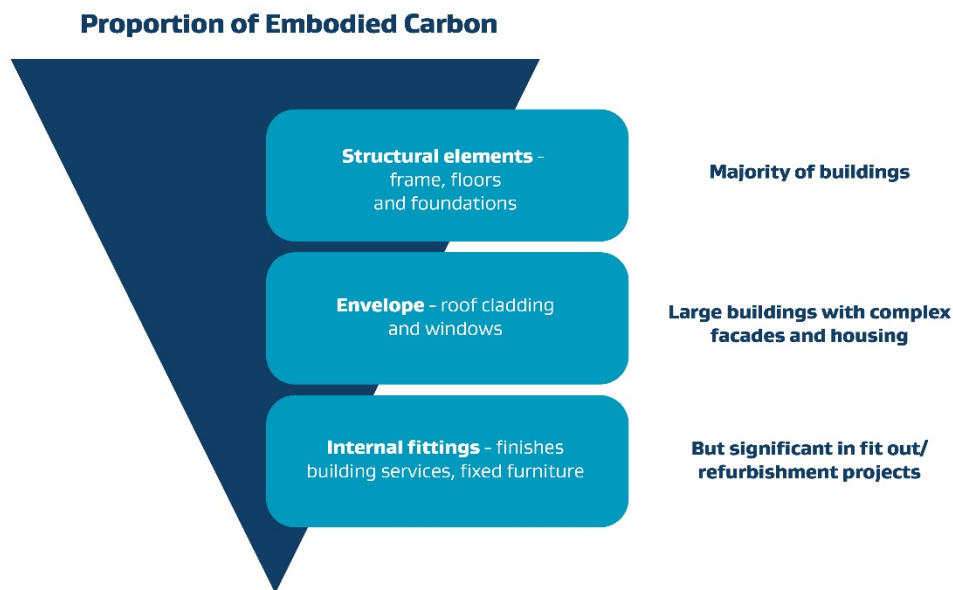 Proportion of Embodied Carbon
Structural elements -
frame, floors
and foundations
Majority of buildings
Envelope - roof cladding
and windows
Large buildings with complex
facades and housing
Internal fittings - finishes
building services, fixed furniture
But significant in fit out/
refurbishment projects